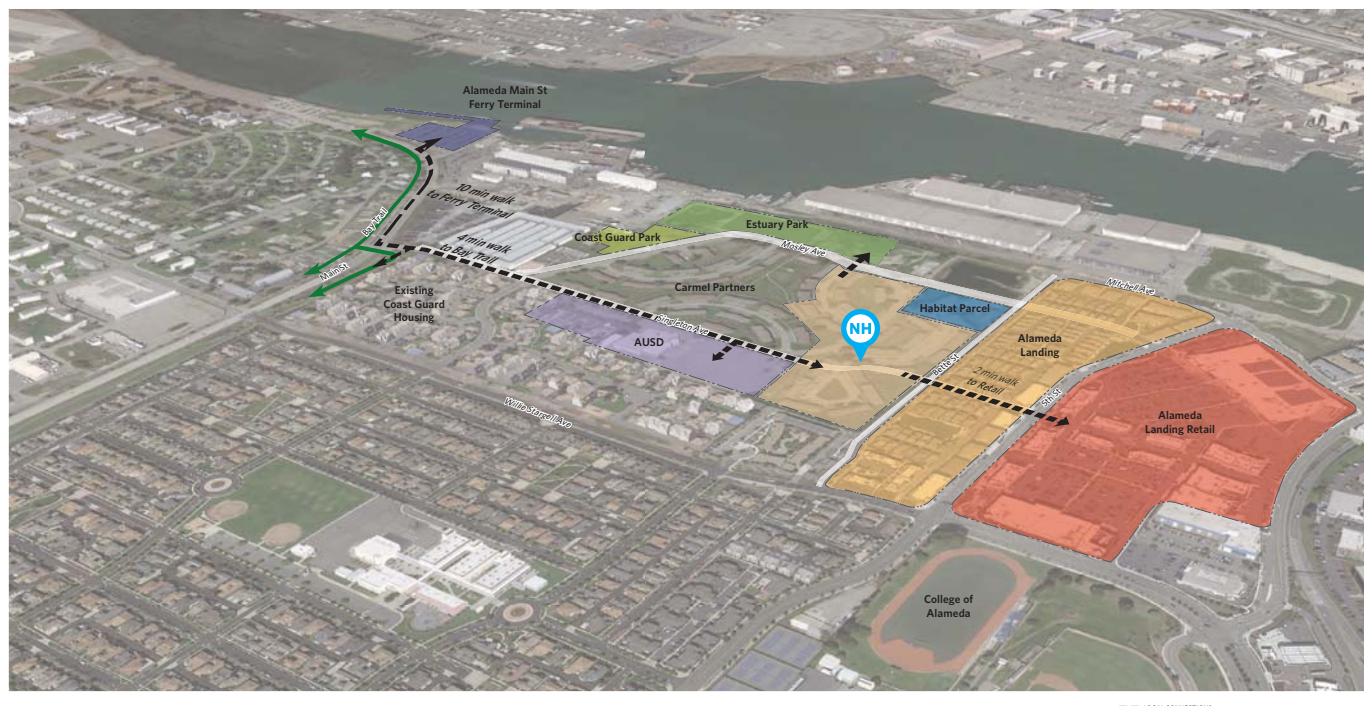 Alameda Main St
Ferry Terminal
10 min walk
to Ferry Terminal
Bay Trail
4 min walk
to Bay Trail
Coast Guard Park
Estuary Park
Mosley Ave
Main St
Existing
Coast Guard
Housing
Carmel Partners
Mitchell Ave
Habitat Parcel
Singleton Ave
NH
AUSD
Alameda
Landing
Bette St
2 min walk
to Retail
5th St
Alameda
Landing Retail
Willie Stargell Ave
College of
Alameda